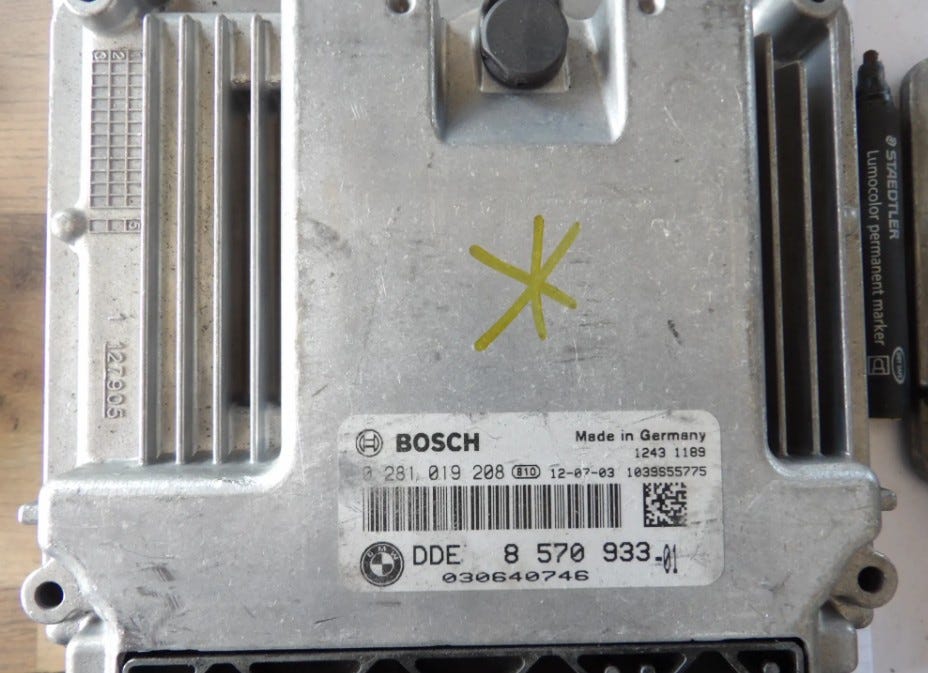 BOSCH
Made in Germany
1243 1189
0 281 019 208 810 12-07-03 1039S55775
BMW
DDE 8 570 933-01
030640746
1 127905
STAEDTLER
Lumocolor permanent marker